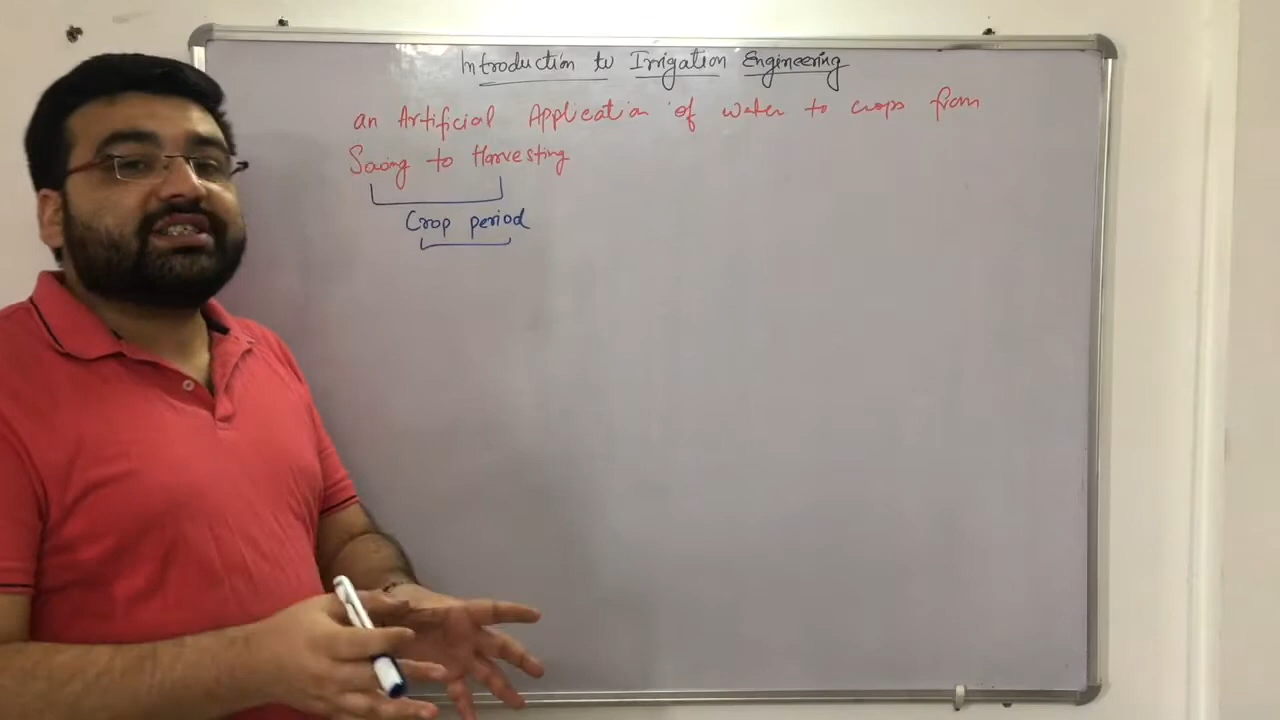 Introduction to Irrigation Engineering
an Artificial Application of water to crops from
Sowing to Harvesting
Crop period